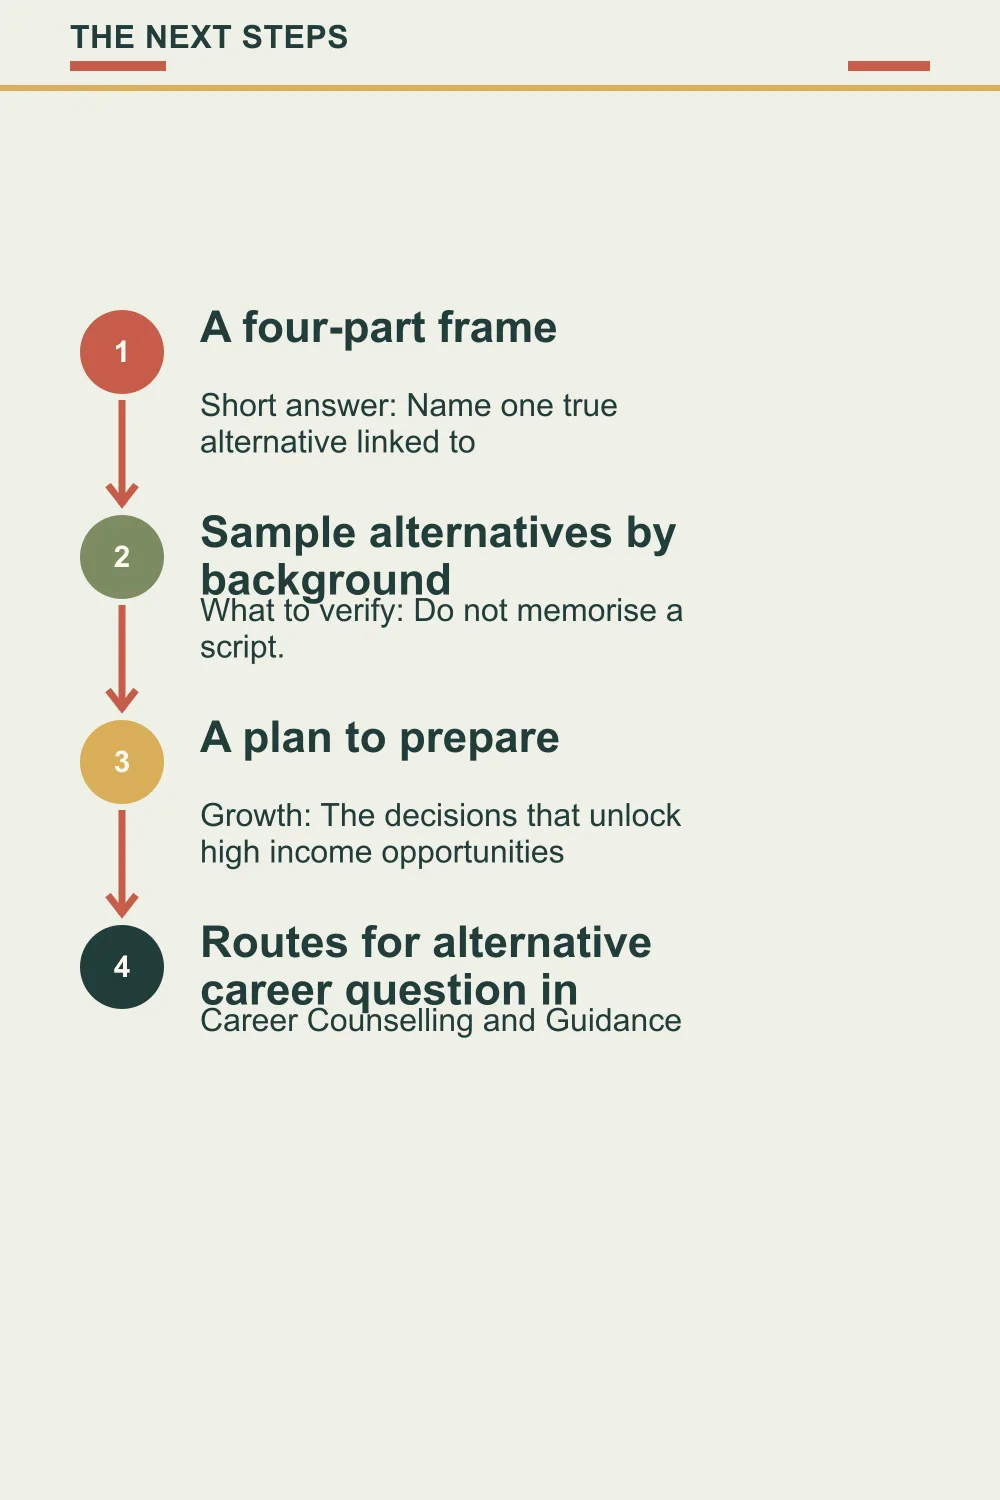 THE NEXT STEPS
1
A four-part frame
Short answer: Name one true
alternative linked to
2
Sample alternatives by
background
What to verify: Do not memorise a
script.
3
A plan to prepare
Growth: The decisions that unlock
high income opportunities
4
Routes for alternative
career question in
Career Counselling and Guidance